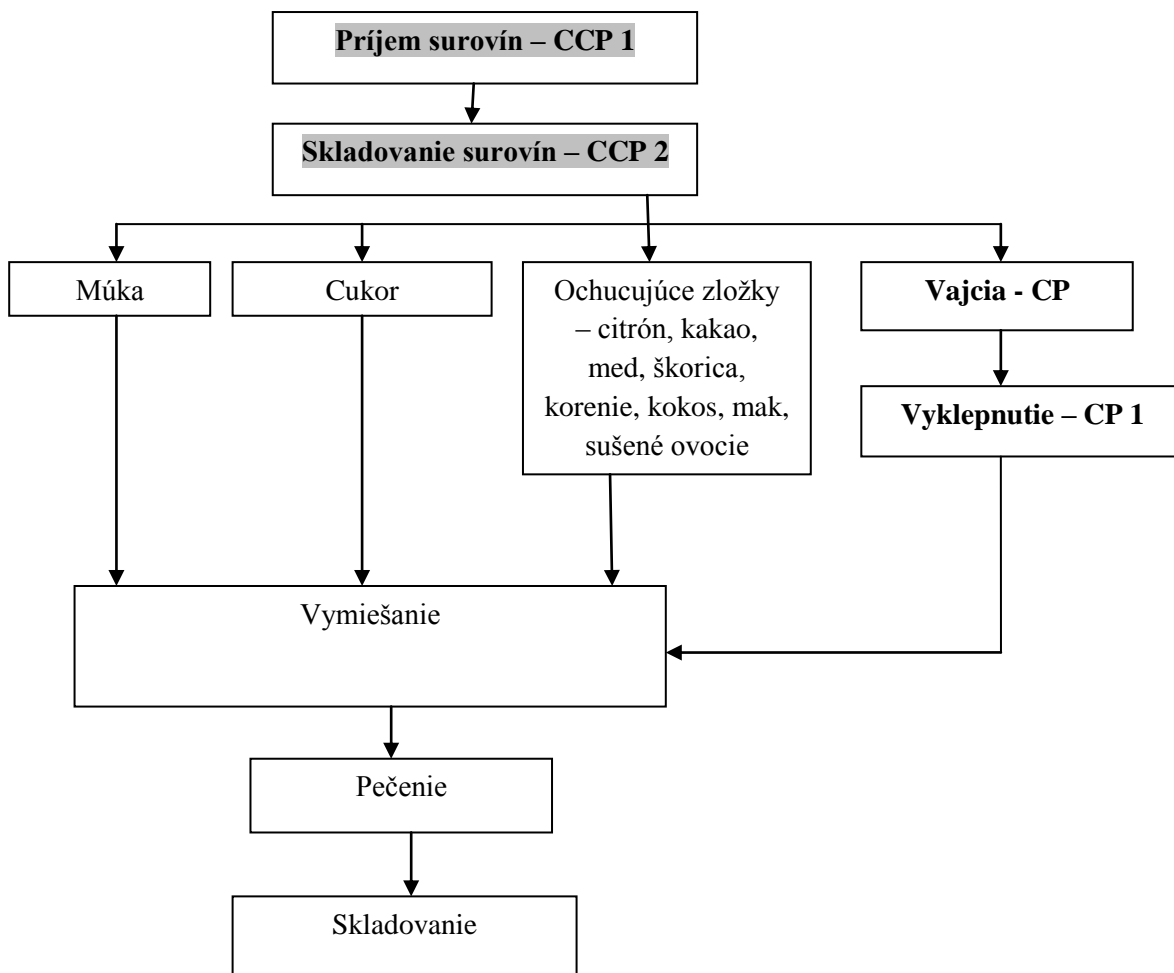 Príjem surovín – CCP 1
Skladovanie surovín – CCP 2
Múka
Cukor
Ochucujúce zložky
– citrón, kakao,
med, škorica,
korenie, kokos, mak,
sušené ovocie
Vajcia - CP
Vyklepnutie – CP 1
Vymiešanie
Pečenie
Skladovanie